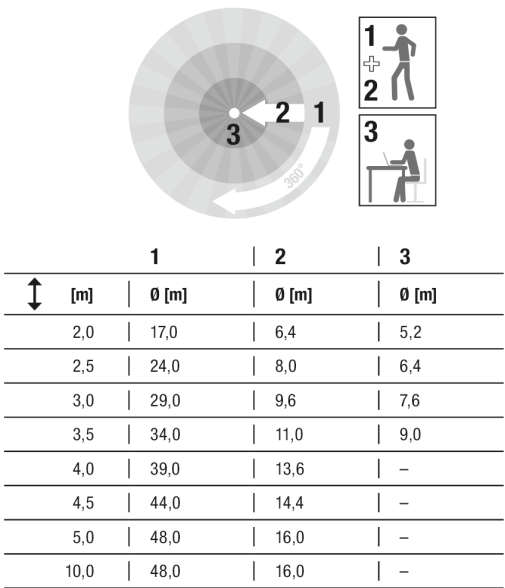 1
+
2
2 1
3
3
360°
1 2 3
[m] Ø [m] Ø [m] Ø [m]
2,0 17,0 6,4 5,2
2,5 24,0 8,0 6,4
3,0 29,0 9,6 7,6
3,5 34,0 11,0 9,0
4,0 39,0 13,6 –
4,5 44,0 14,4 –
5,0 48,0 16,0 –
10,0 48,0 16,0 –